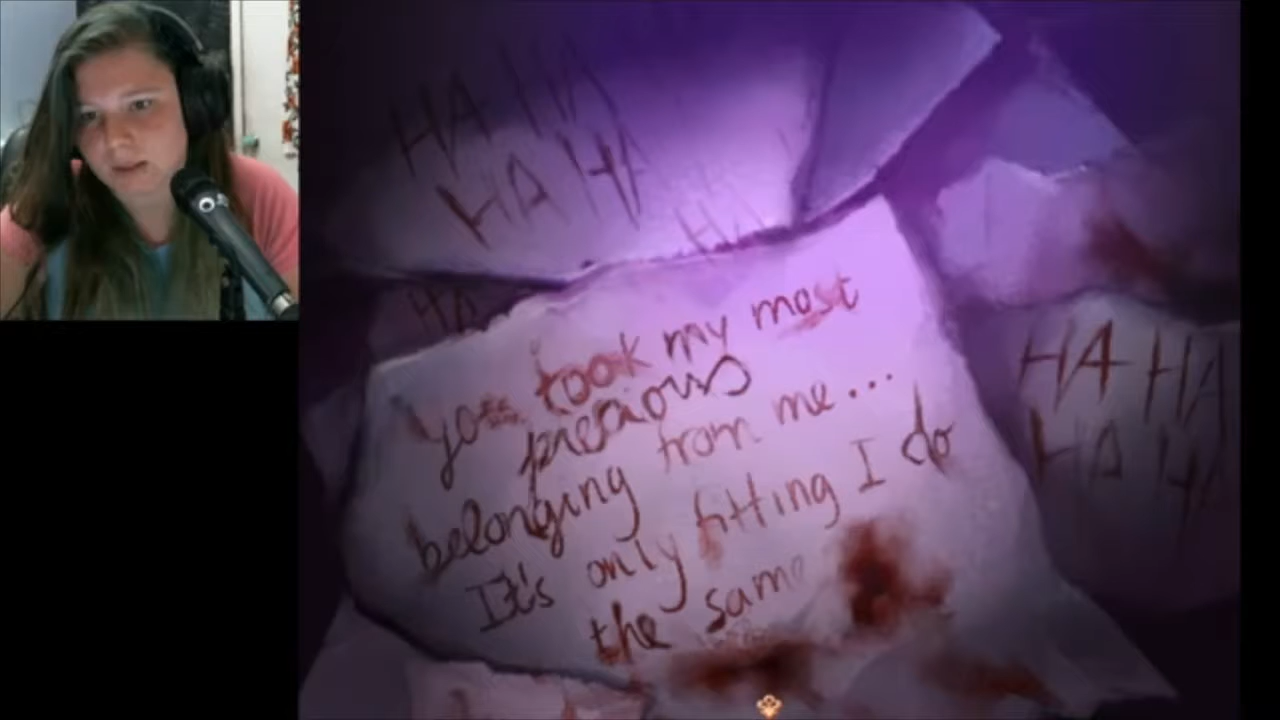 HA HA
HA HA
HA
HA
you took my most
precious
belonging from me...
It's only fitting I do
the same
HA HA
HA HA